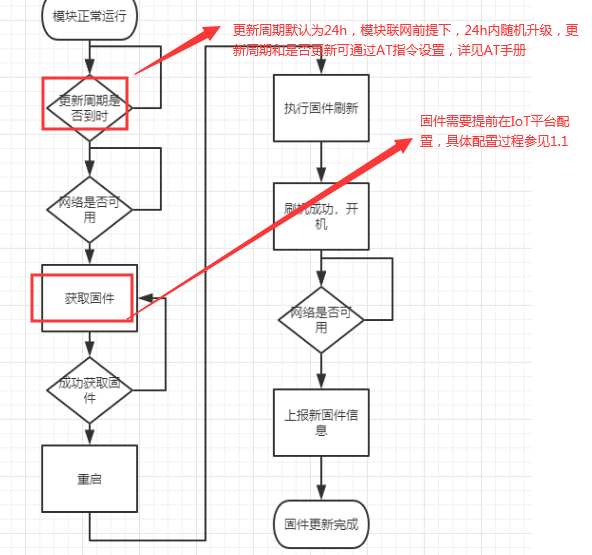 模块正常运行
更新周期是
否到时
网络是否可
用
获取固件
成功获取固
件
重启
更新周期默认为24h，模块联网前提下，24h内随机升级，更
新周期和是否更新可通过AT指令设置，详见AT手册
执行固件刷新
固件需要提前在IoT平台配
置，具体配置过程参见1.1
刷机成功，开
机
网络是否可
用
上报新固件信
息
固件更新完成